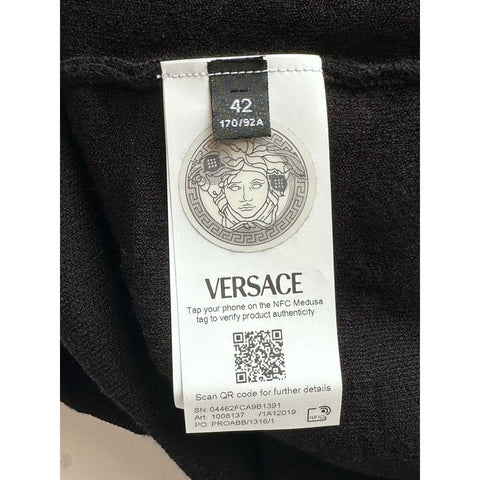 42
170/92A
VERSACE
Tap your phone on the NFC Medusa
tag to verify product authenticity
Scan QR code for further details
SN: 04462FCA9B1391
Art: 1008137 /1A12019
PO PROABB/1316/1
NFC